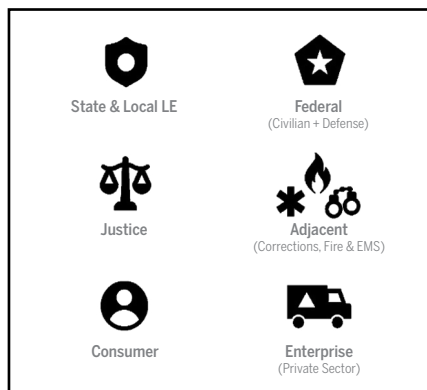 State & Local LE
Federal
(Civilian + Defense)
Justice
Adjacent
(Corrections, Fire & EMS)
Consumer
Enterprise
(Private Sector)